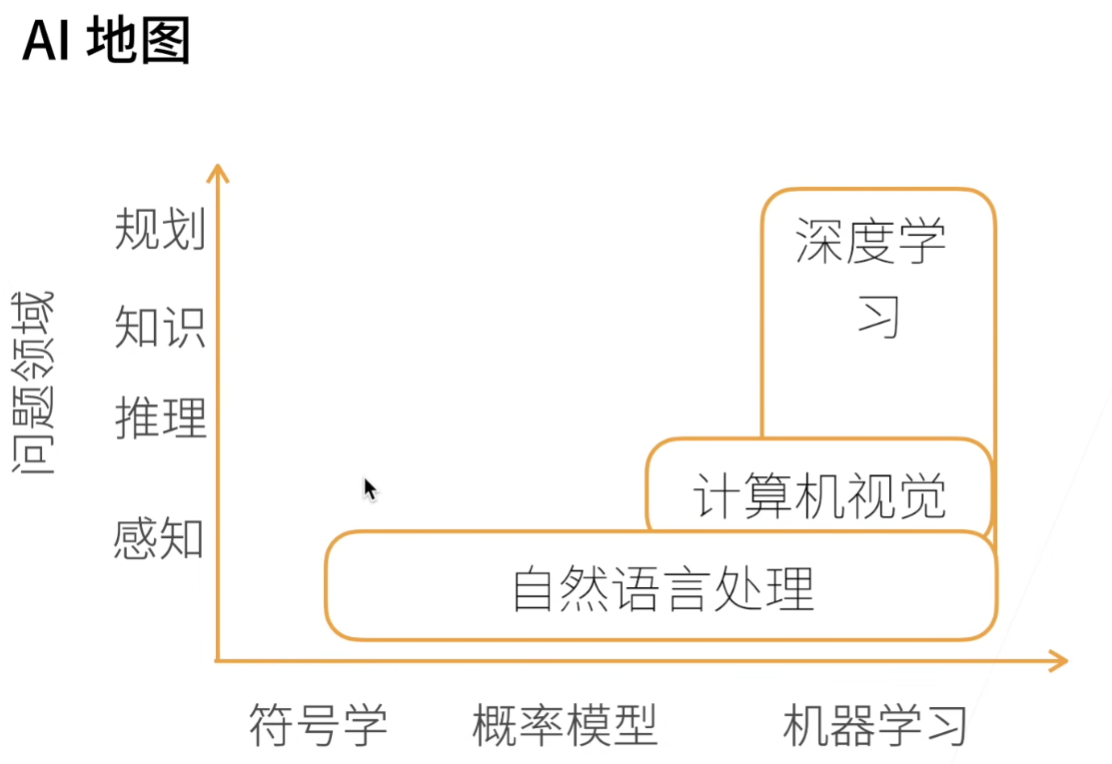 AI 地图
问题领域
规划
知识
推理
感知
深度学
习
计算机视觉
自然语言处理
符号学 概率模型 机器学习